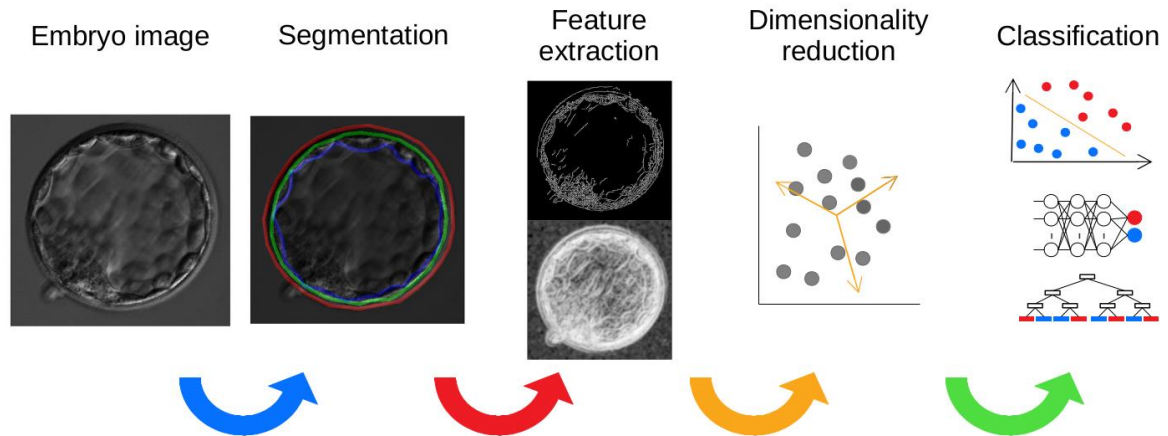 Embryo image
Segmentation
Feature
extraction
Dimensionality
reduction
Classification